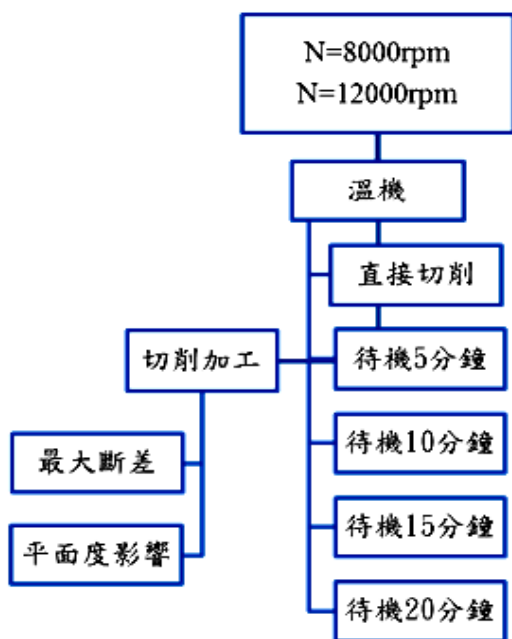 N=8000rpm
N=12000rpm
溫機
直接切削
切削加工
待機5分鐘
最大斷差
待機10分鐘
平面度影響
待機15分鐘
待機20分鐘